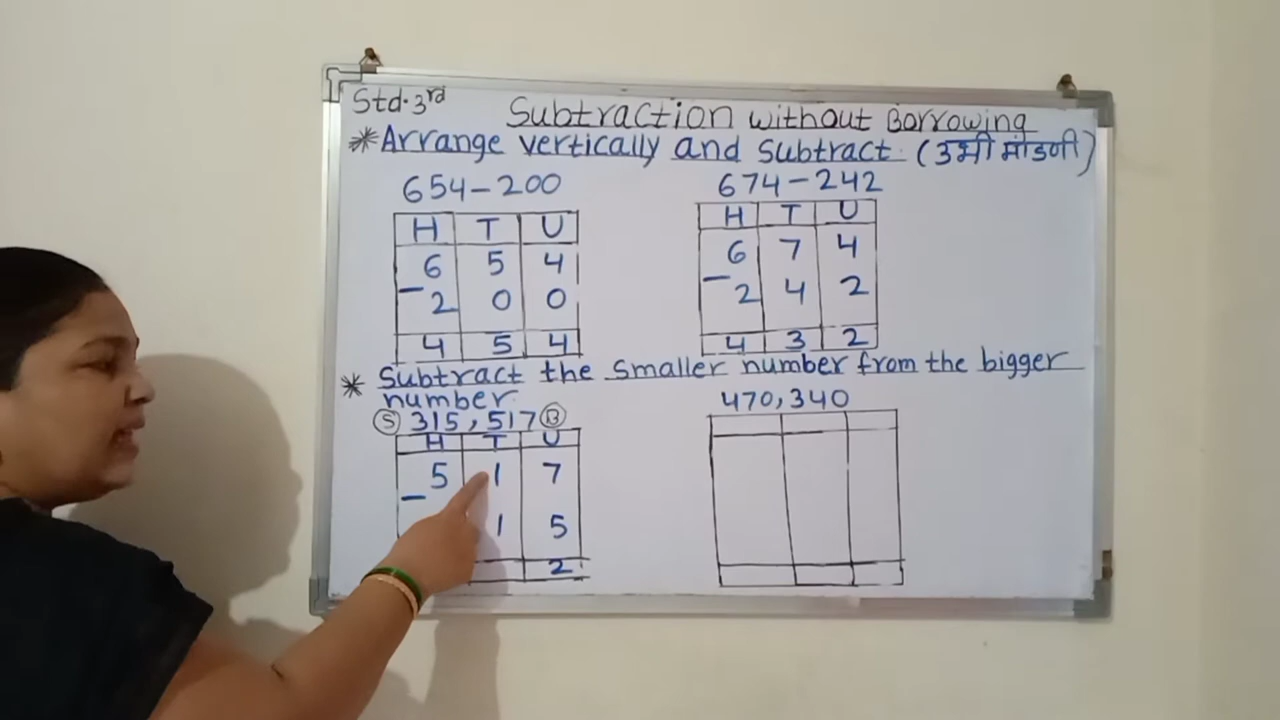 Std. 3rd
Subtraction without Borrowing
*Arrange vertically and Subtract. (उभी मांडणी)
654-200
H T U
6 5 4
- 2 0 0
4 5 4
674-242
H T U
6 7 4
- 2 4 2
4 3 2
* Subtract the smaller number from the bigger
number.
S 315, 517 B
H T U
5 1 7
- 1 5
2
470, 340